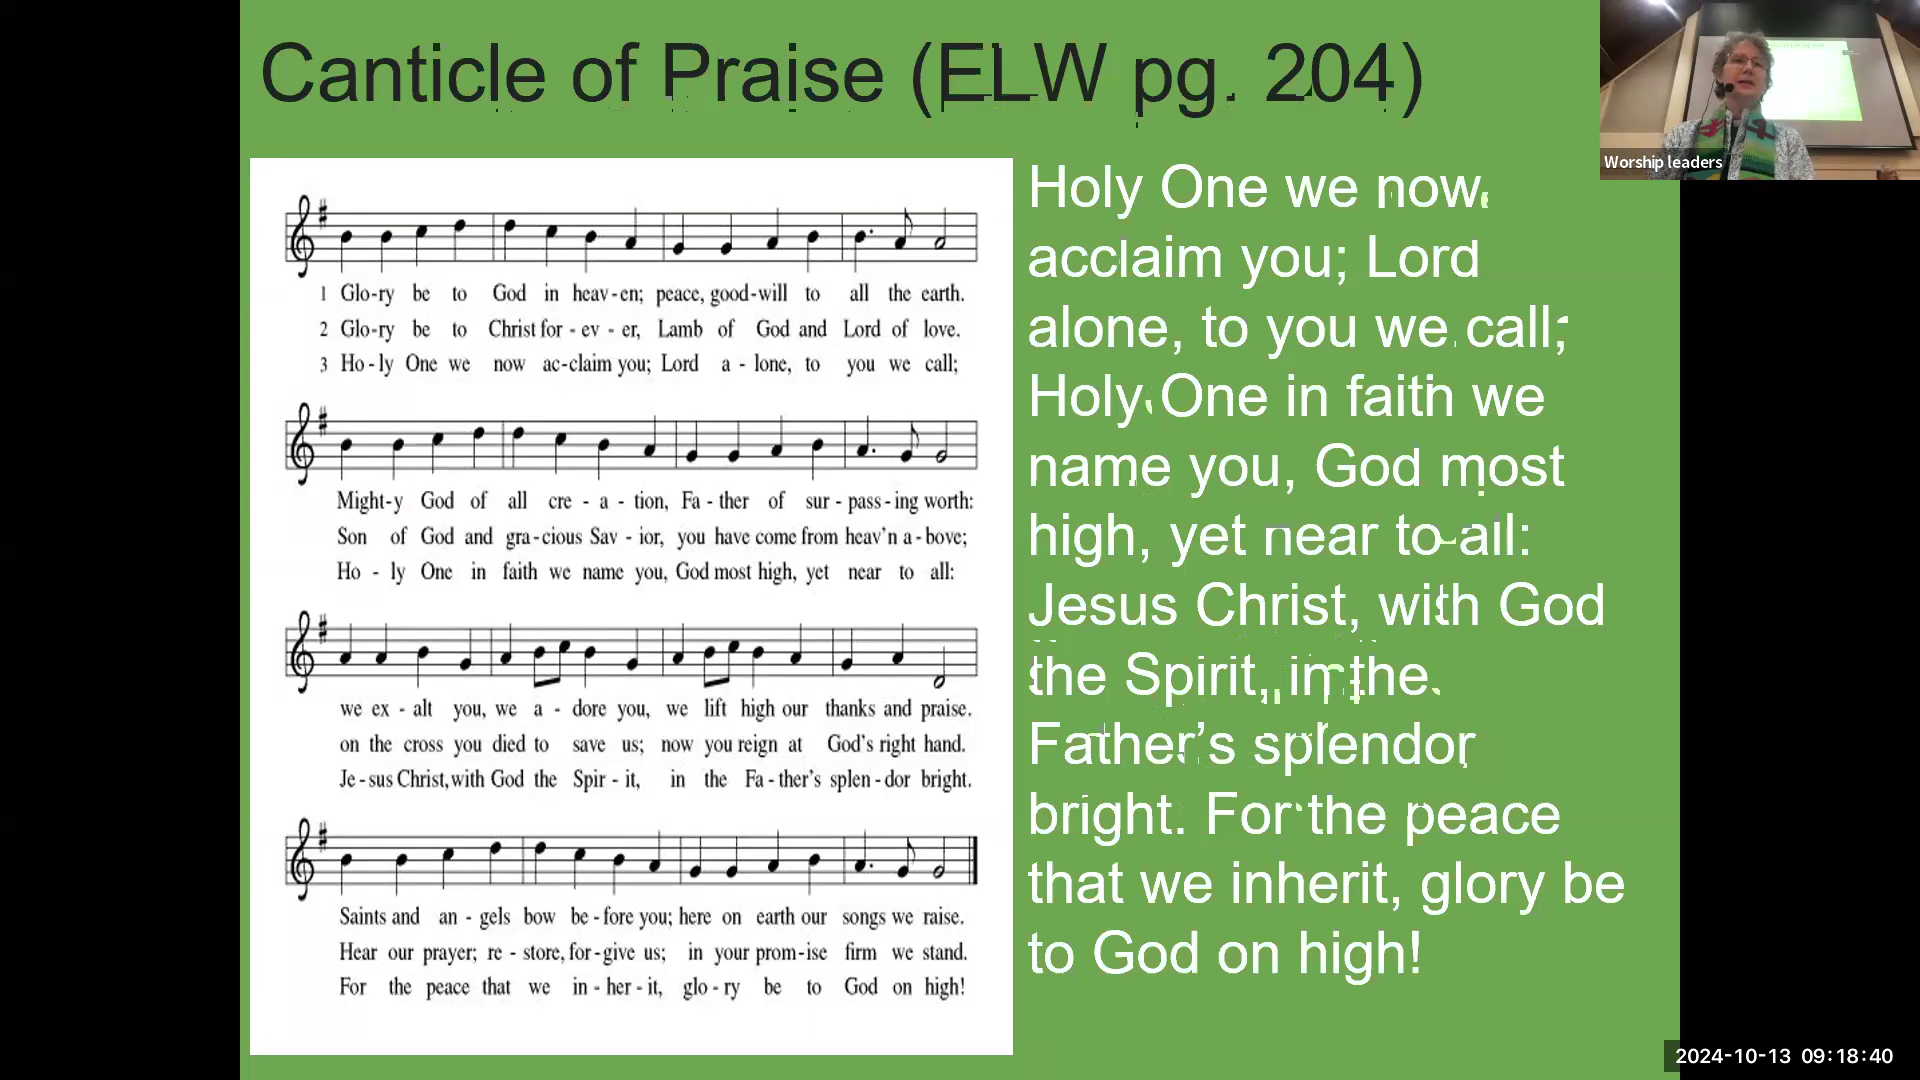 Canticle of Praise (ELW pg. 204)
1 Glo-ry be to God in heav-en; peace, good-will to all the earth.
2 Glo-ry be to Christ for-ev-er, Lamb of God and Lord of love.
3 Ho-ly One we now ac-claim you; Lord a-lone, to you we call;
Might-y God of all cre-a-tion, Fa-ther of sur-pass-ing worth:
Son of God and gra-cious Sav-ior, you have come from heav'n a-bove;
Ho-ly One in faith we name you, God most high, yet near to all:
we ex-alt you, we a-dore you, we lift high our thanks and praise.
on the cross you died to save us; now you reign at God's right hand.
Je-sus Christ, with God the Spir-it, in the Fa-ther's splen-dor bright.
Saints and an-gels bow be-fore you; here on earth our songs we raise.
Hear our prayer; re-store, for-give us; in your prom-ise firm we stand.
For the peace that we in-her-it, glo-ry be to God on high!
Holy One we now
acclaim you; Lord
alone, to you we call;
Holy One in faith we
name you, God most
high, yet near to all:
Jesus Christ, with God
the Spirit, in the
Father's splendor
bright. For the peace
that we inherit, glory be
to God on high!
Worship leaders
2024-10-13 09:18:40